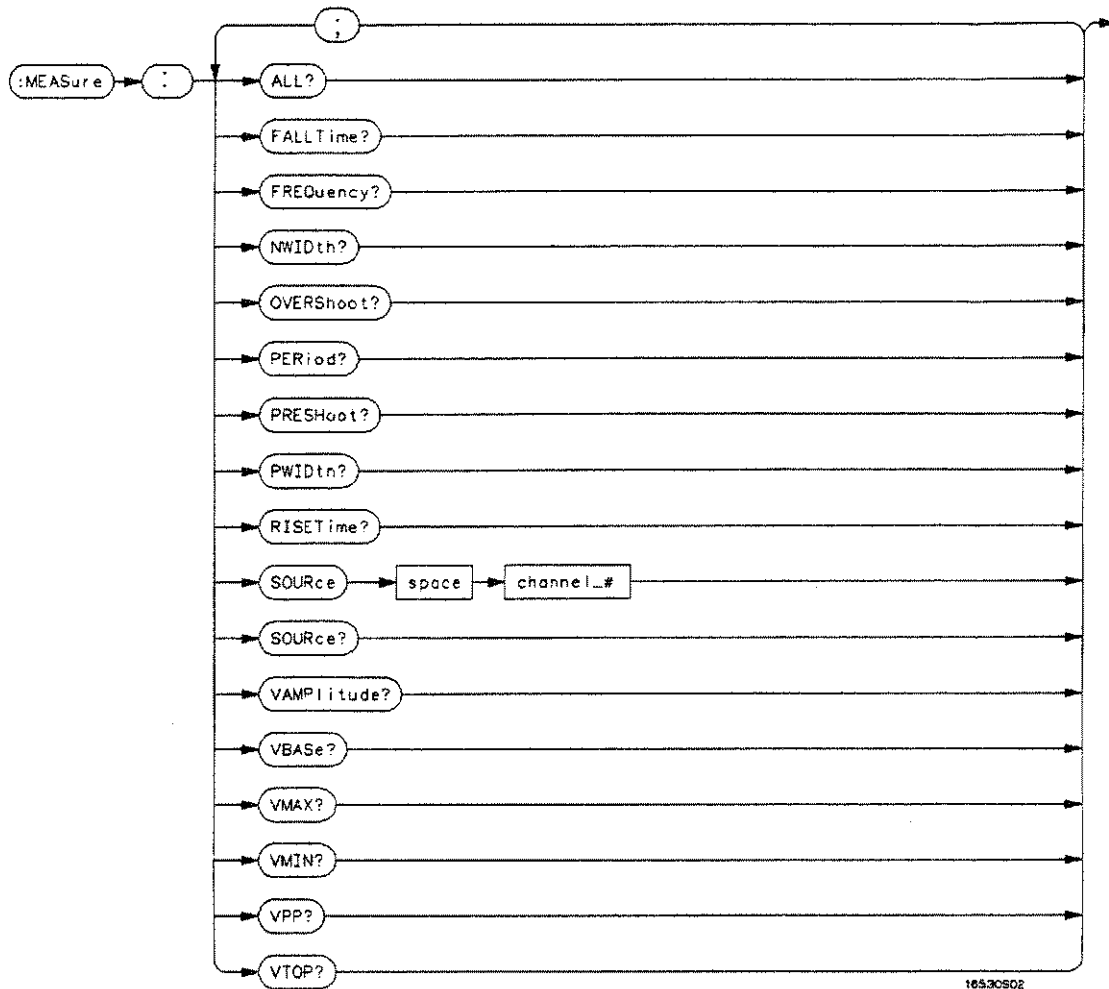 ;
:MEASure : ALL?
FALLTime?
FREQuency?
NWIDth?
OVERShoot?
PERiod?
PRESHoot?
PWIDth?
RISETime?
SOURce space channel_#
SOURce?
VAMPlitude?
VBASe?
VMAX?
VMIN?
VPP?
VTOP?
16530S02